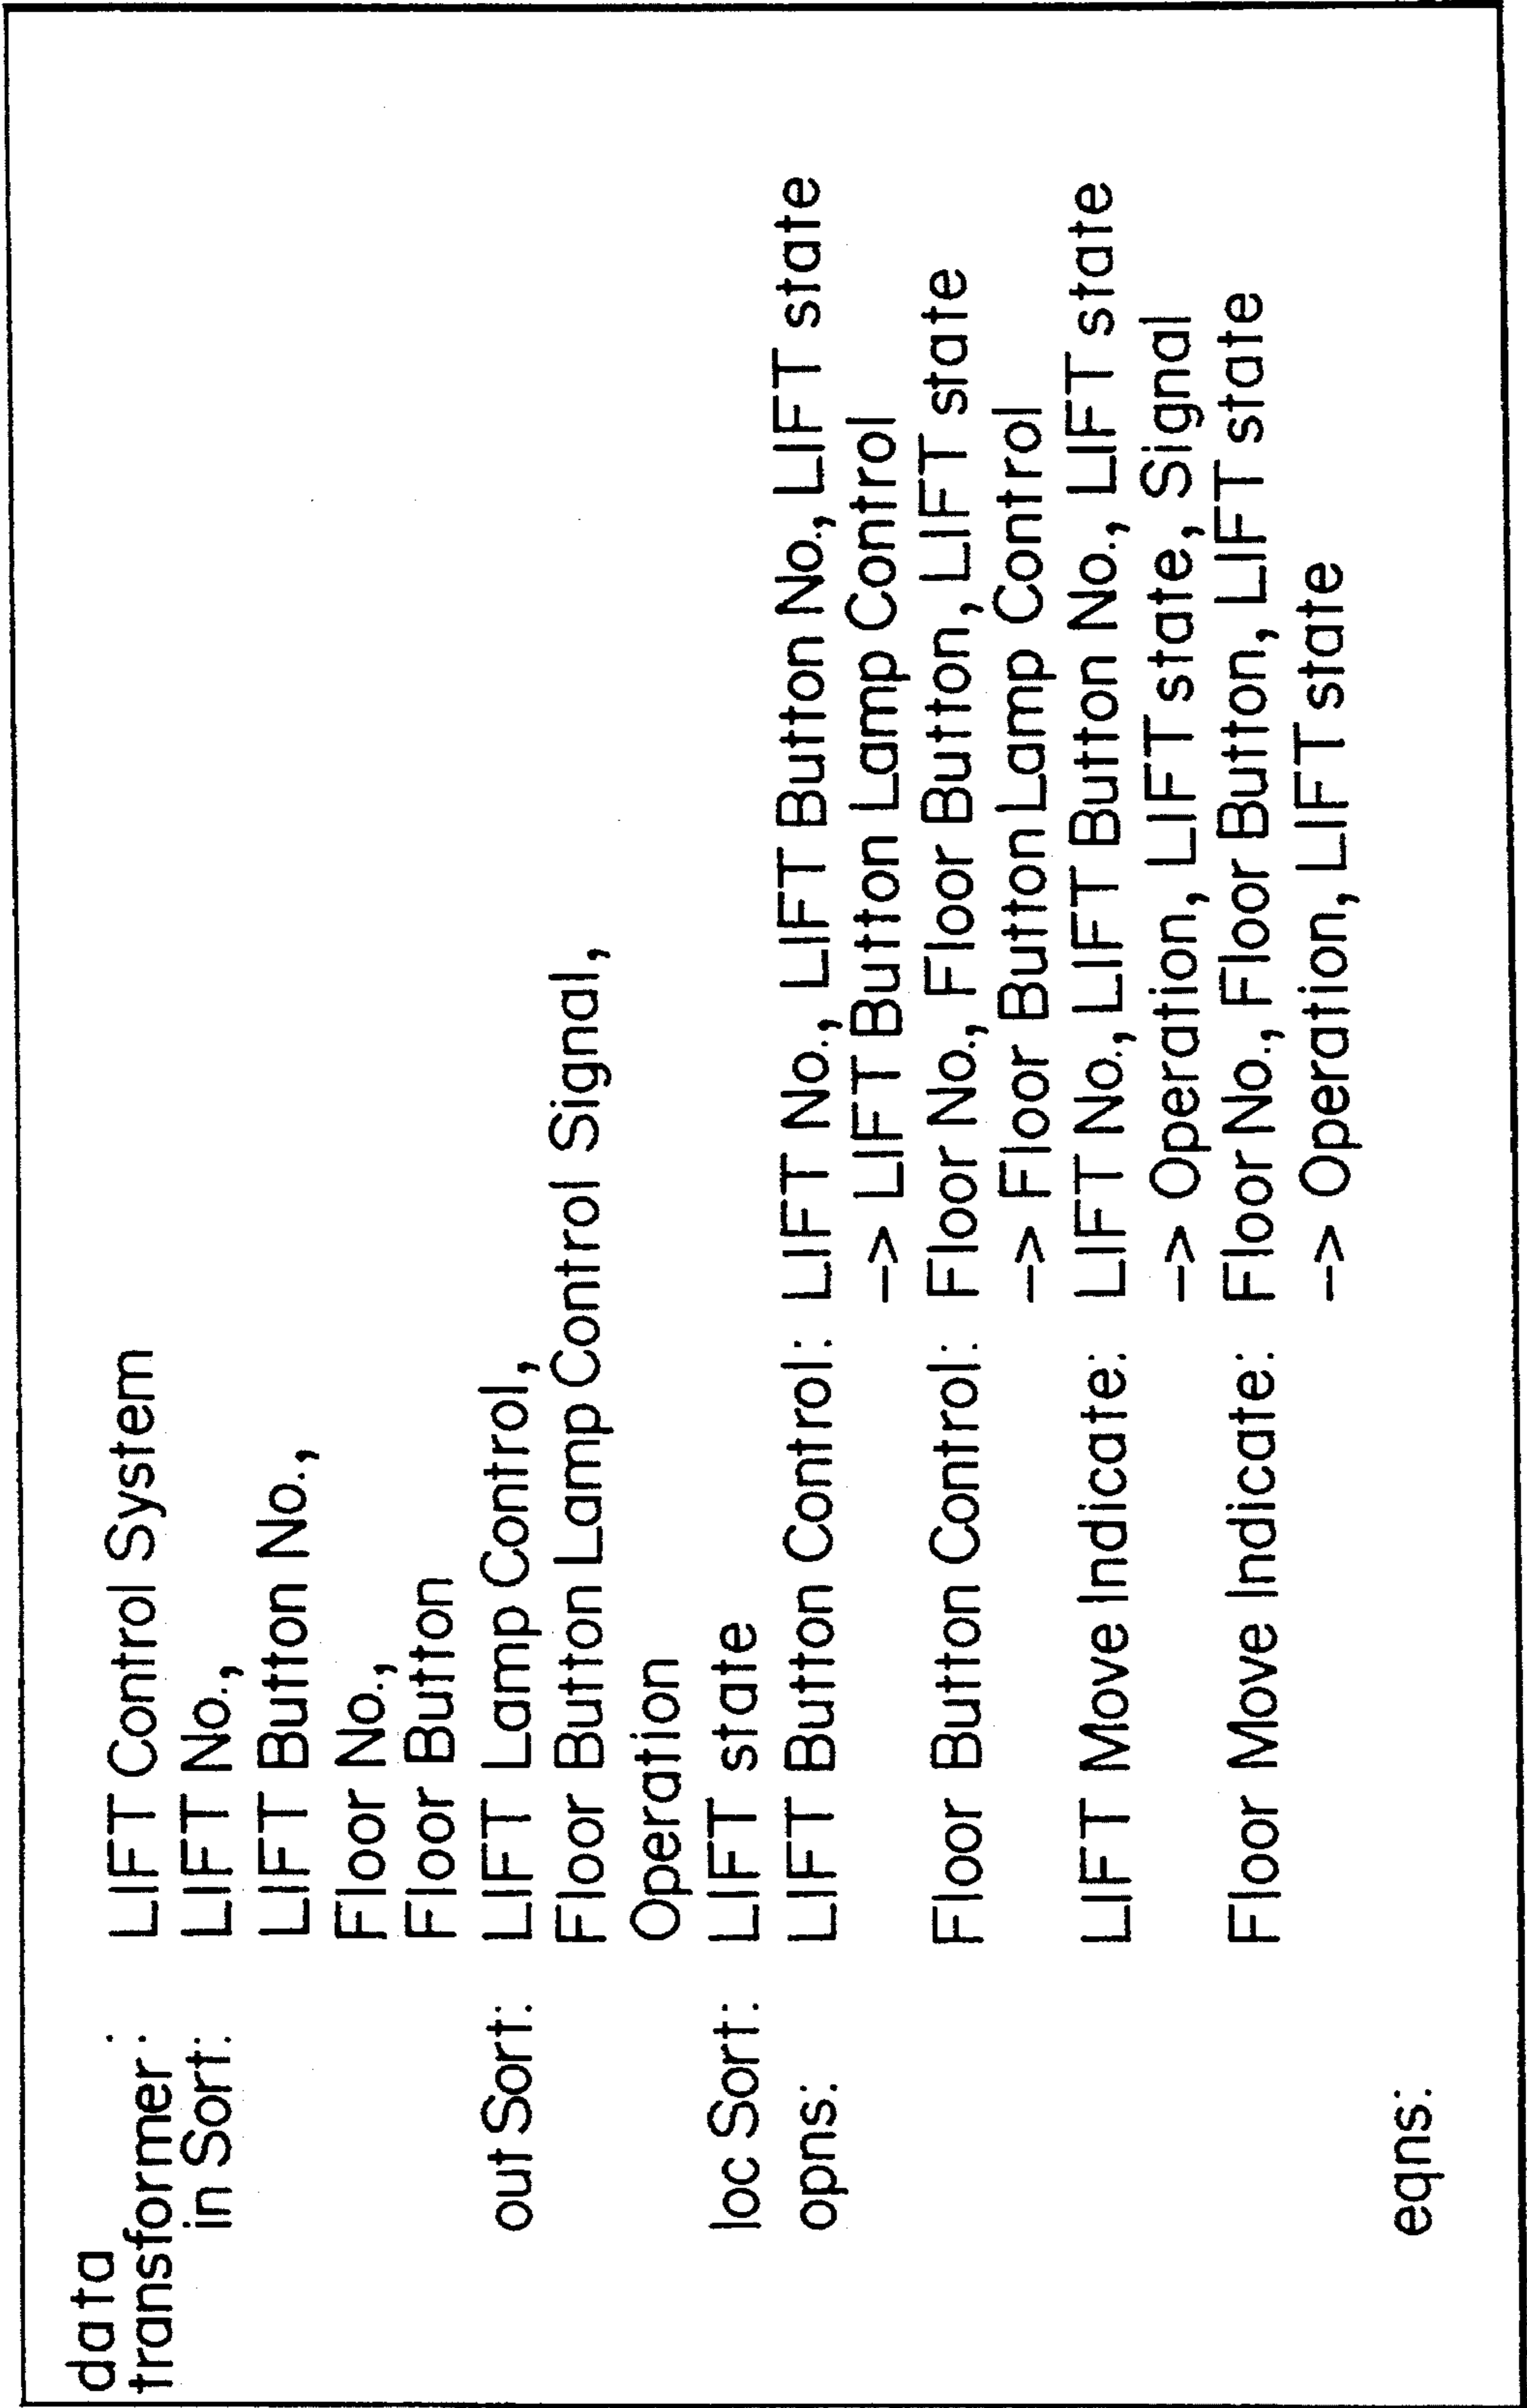 data
transformer: LIFT Control System
in Sort: LIFT No.,
LIFT Button No.,
Floor No.,
Floor Button
out Sort: LIFT Lamp Control,
Floor Button Lamp Control Signal,
Operation
loc Sort: LIFT state
opns: LIFT Button Control: LIFT No., LIFT Button No., LIFT state
--> LIFT Button Lamp Control
Floor Button Control: Floor No., Floor Button, LIFT state
--> Floor Button Lamp Control
LIFT Move Indicate: LIFT No., LIFT Button No., LIFT state
--> Operation, LIFT state, Signal
Floor Move Indicate: Floor No., Floor Button, LIFT state
--> Operation, LIFT state
eqns: